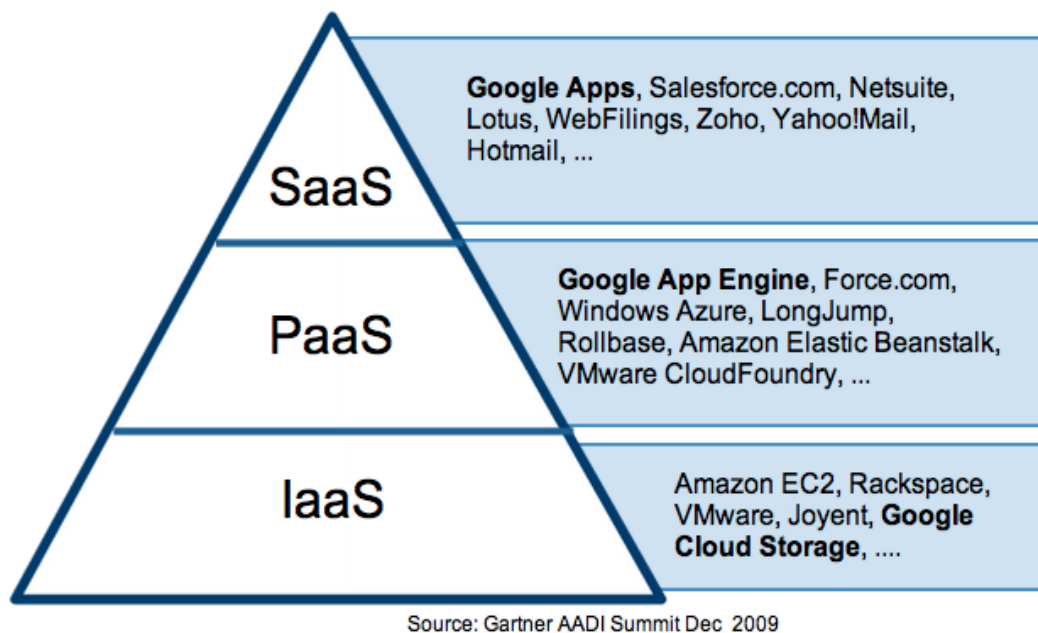 Google Apps, Salesforce.com, Netsuite,
Lotus, WebFilings, Zoho, Yahoo!Mail,
Hotmail, ...
SaaS
Google App Engine, Force.com,
Windows Azure, LongJump,
Rollbase, Amazon Elastic Beanstalk,
VMware CloudFoundry, ...
PaaS
Amazon EC2, Rackspace,
VMware, Joyent, Google
Cloud Storage, ....
IaaS
Source: Gartner AADI Summit Dec 2009